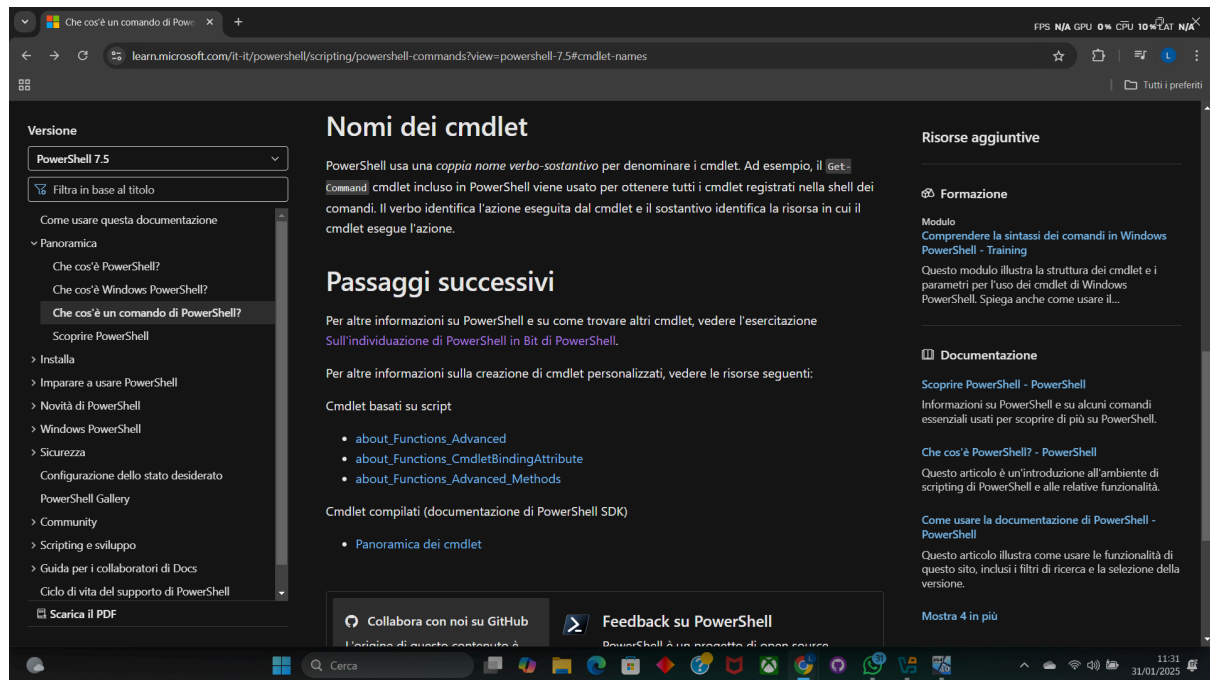 Che cos'è un comando di Powe
FPS N/A GPU 0% CPU 10% LAT N/A
learn.microsoft.com/it-it/powershell/scripting/powershell-commands?view=powershell-7.5#cmdlet-names
L
Tutti i preferiti
Versione
PowerShell 7.5
Filtra in base al titolo
Come usare questa documentazione
Panoramica
Che cos'è PowerShell?
Che cos'è Windows PowerShell?
Che cos'è un comando di PowerShell?
Scoprire PowerShell
Installa
Imparare a usare PowerShell
Novità di PowerShell
Windows PowerShell
Sicurezza
Configurazione dello stato desiderato
PowerShell Gallery
Community
Scripting e sviluppo
Guida per i collaboratori di Docs
Ciclo di vita del supporto di PowerShell
Scarica il PDF
Nomi dei cmdlet
PowerShell usa una coppia nome verbo-sostantivo per denominare i cmdlet. Ad esempio, il Get-
Command cmdlet incluso in PowerShell viene usato per ottenere tutti i cmdlet registrati nella shell dei
comandi. Il verbo identifica l'azione eseguita dal cmdlet e il sostantivo identifica la risorsa in cui il
cmdlet esegue l'azione.
Passaggi successivi
Per altre informazioni su PowerShell e su come trovare altri cmdlet, vedere l'esercitazione
Sull'individuazione di PowerShell in Bit di PowerShell.
Per altre informazioni sulla creazione di cmdlet personalizzati, vedere le risorse seguenti:
Cmdlet basati su script
• about_Functions_Advanced
• about_Functions_CmdletBindingAttribute
• about_Functions_Advanced_Methods
Cmdlet compilati (documentazione di PowerShell SDK)
• Panoramica dei cmdlet
Collabora con noi su GitHub
L'origine di questo contenuto è
Feedback su PowerShell
PowerShell è un progetto di open source
Risorse aggiuntive
Formazione
Modulo
Comprendere la sintassi dei comandi in Windows
PowerShell - Training
Questo modulo illustra la struttura dei cmdlet e i
parametri per l'uso dei cmdlet di Windows
PowerShell. Spiega anche come usare il...
Documentazione
Scoprire PowerShell - PowerShell
Informazioni su PowerShell e su alcuni comandi
essenziali usati per scoprire di più su PowerShell.
Che cos'è PowerShell? - PowerShell
Questo articolo è un'introduzione all'ambiente di
scripting di PowerShell e alle relative funzionalità.
Come usare la documentazione di PowerShell -
PowerShell
Questo articolo illustra come usare le funzionalità di
questo sito, inclusi i filtri di ricerca e la selezione della
versione.
Mostra 4 in più
Cerca
11:31
31/01/2025